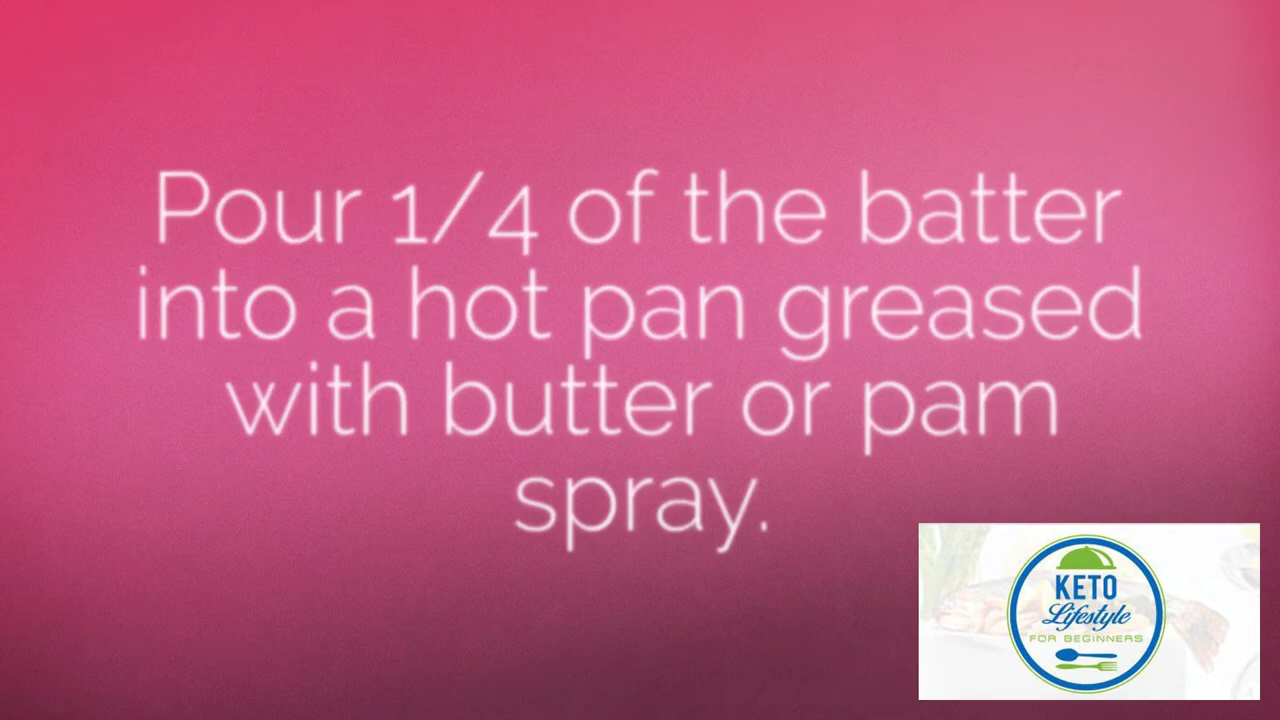 Pour 1/4 of the batter
into a hot pan greased
with butter or pam
spray.
KETO
Lifestyle
FOR BEGINNERS